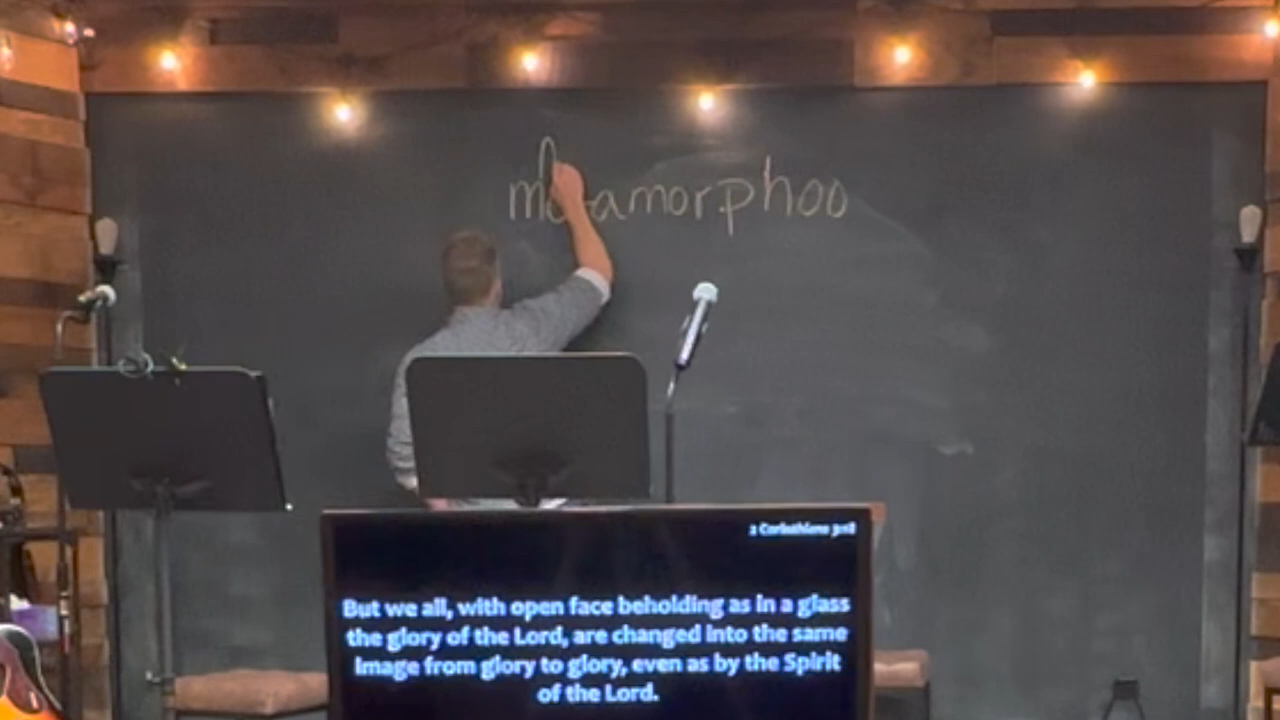 metamorphoo
2 Corinthians 3:18
But we all, with open face beholding as in a glass
the glory of the Lord, are changed into the same
image from glory to glory, even as by the Spirit
of the Lord.